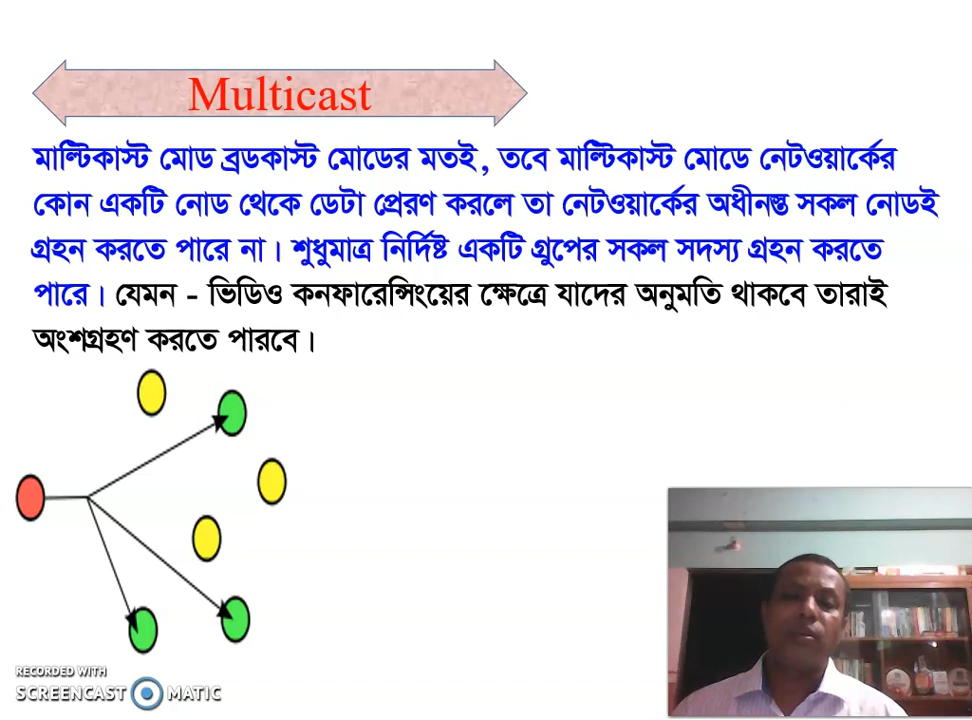 Multicast
মাল্টিকাস্ট মোড ব্রডকাস্ট মোডের মতই, তবে মাল্টিকাস্ট মোডে নেটওয়ার্কের
কোন একটি নোড থেকে ডেটা প্রেরণ করলে তা নেটওয়ার্কের অধীনস্ত সকল নোডই
গ্রহন করতে পারে না। শুধুমাত্র নির্দিষ্ট একটি গ্রুপের সকল সদস্য গ্রহন করতে
পারে। যেমন - ভিডিও কনফারেন্সিংয়ের ক্ষেত্রে যাদের অনুমতি থাকবে তারাই
অংশগ্রহণ করতে পারবে।
RECORDED WITH
SCREENCAST MATIC